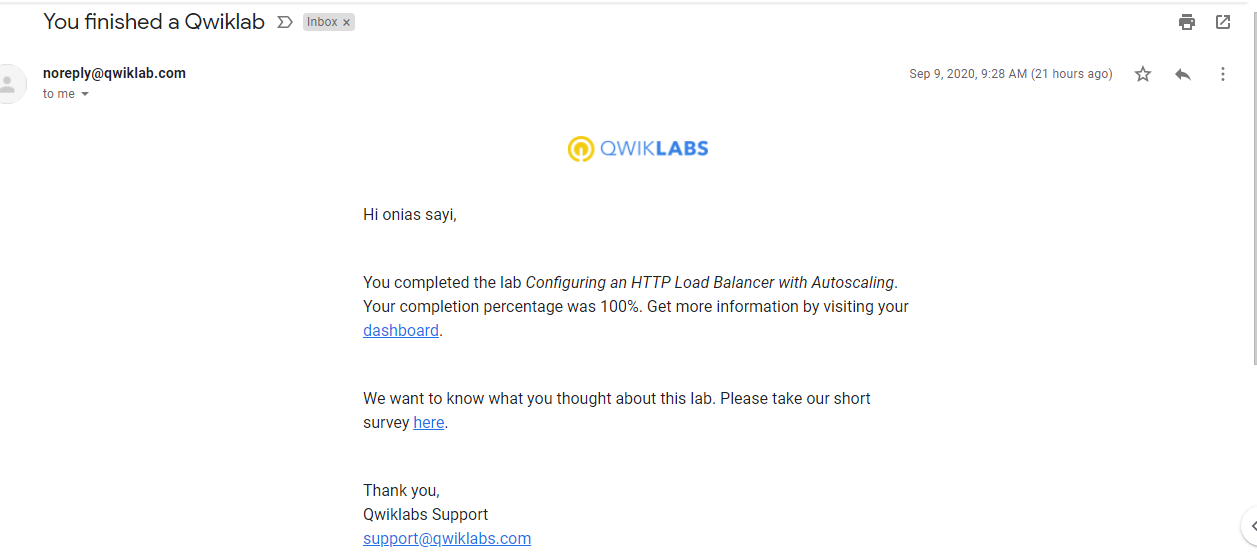 You finished a Qwiklab Inbox ×
noreply@qwiklab.com
Sep 9, 2020, 9:28 AM (21 hours ago)
to me
QWIKLABS
Hi onias sayi,
You completed the lab Configuring an HTTP Load Balancer with Autoscaling.
Your completion percentage was 100%. Get more information by visiting your
dashboard.
We want to know what you thought about this lab. Please take our short
survey here.
Thank you,
Qwiklabs Support
support@qwiklabs.com